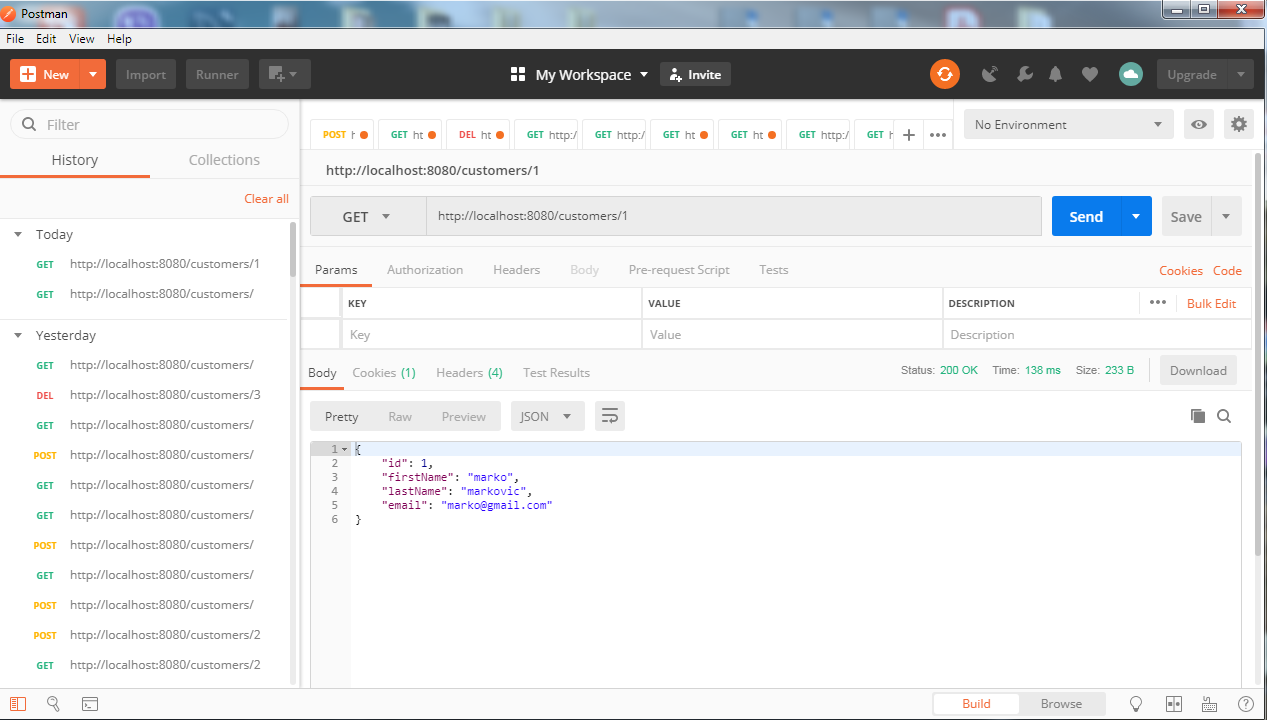 Postman
File Edit View Help
New Import Runner My Workspace Invite Upgrade
Filter
History Collections
Clear all
Today
GET http://localhost:8080/customers/1
GET http://localhost:8080/customers/
Yesterday
GET http://localhost:8080/customers/
DEL http://localhost:8080/customers/3
GET http://localhost:8080/customers/
POST http://localhost:8080/customers/
GET http://localhost:8080/customers/
GET http://localhost:8080/customers/
POST http://localhost:8080/customers/
GET http://localhost:8080/customers/
POST http://localhost:8080/customers/
POST http://localhost:8080/customers/2
GET http://localhost:8080/customers/2
POST h GET ht DEL ht GET http:/ GET http:/ GET ht GET ht GET http:/ GET h + ••• No Environment
http://localhost:8080/customers/1
GET http://localhost:8080/customers/1 Send Save
Params Authorization Headers Body Pre-request Script Tests Cookies Code
KEY VALUE DESCRIPTION ••• Bulk Edit
Key Value Description
Body Cookies (1) Headers (4) Test Results Status: 200 OK Time: 138 ms Size: 233 B Download
Pretty Raw Preview JSON
1 {
2 "id": 1,
3 "firstName": "marko",
4 "lastName": "markovic",
5 "email": "marko@gmail.com"
6 }
Build Browse ?